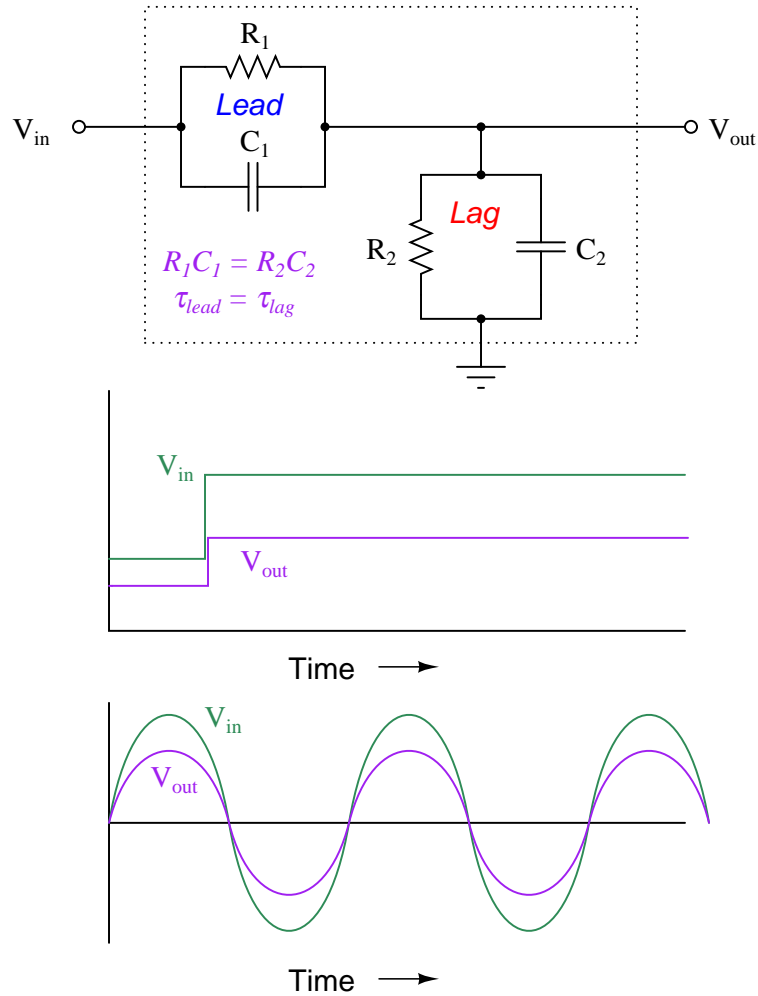 R1
Lead
Vin
C1
Vout
Lag
R2
C2
R1C1 = R2C2
τlead = τlag
Vin
Vout
Time
Vin
Vout
Time